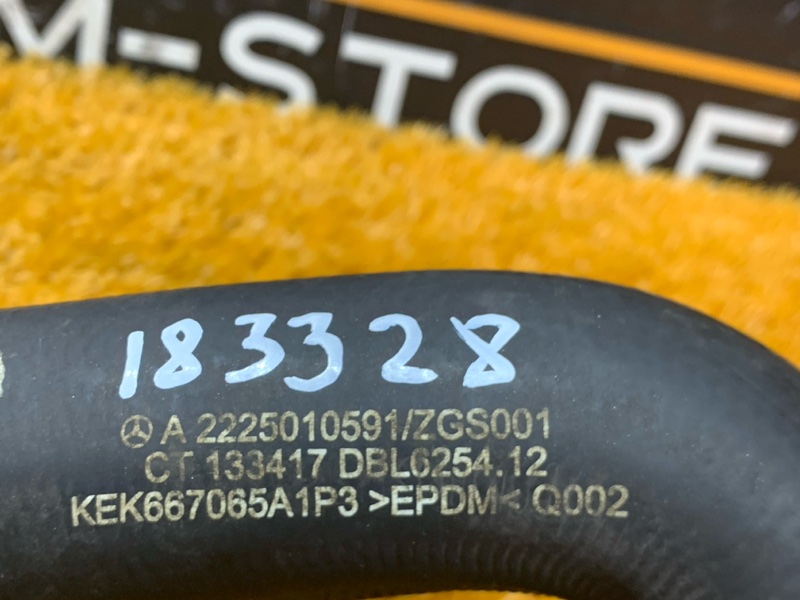 M-STORE
183328
A 2225010591/ZGS001
CT 133417 DBL6254.12
KEK667065A1P3 >EPDM< Q002